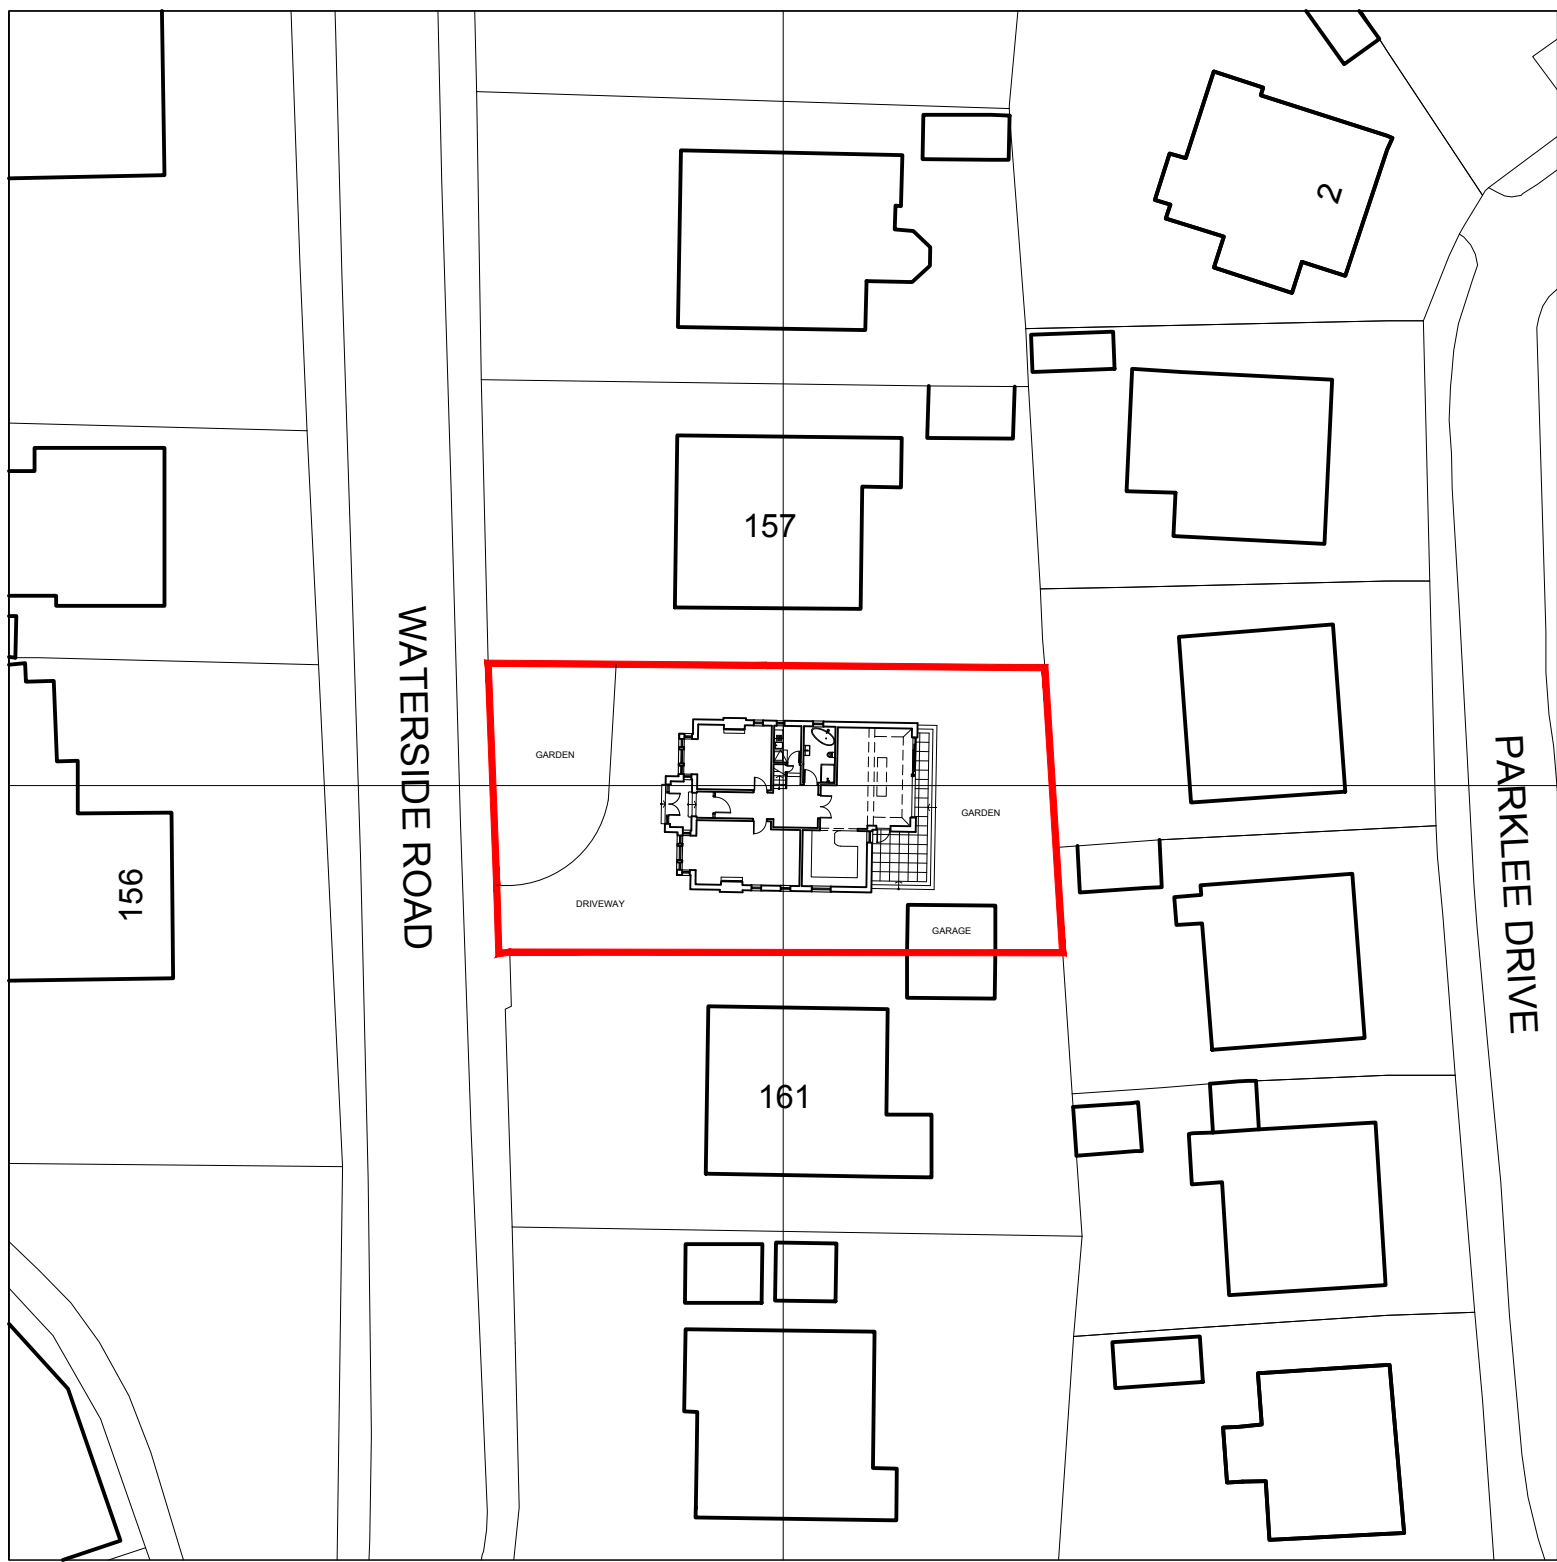 2
157
WATERSIDE ROAD
PARKLEE DRIVE
GARDEN
GARDEN
156
DRIVEWAY
GARAGE
161